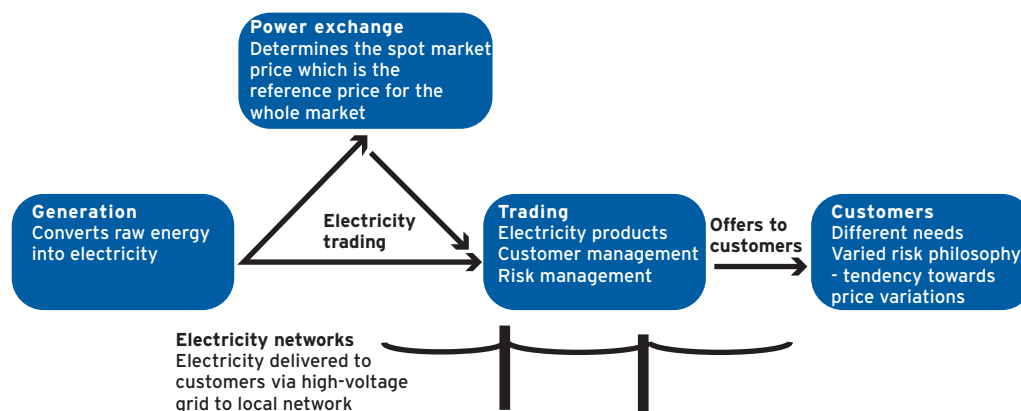 Power exchange
Determines the spot market
price which is the
reference price for the
whole market
Generation
Converts raw energy
into electricity
Electricity
trading
Trading
Electricity products
Customer management
Risk management
Offers to
customers
Customers
Different needs
Varied risk philosophy
- tendency towards
price variations
Electricity networks
Electricity delivered to
customers via high-voltage
grid to local network